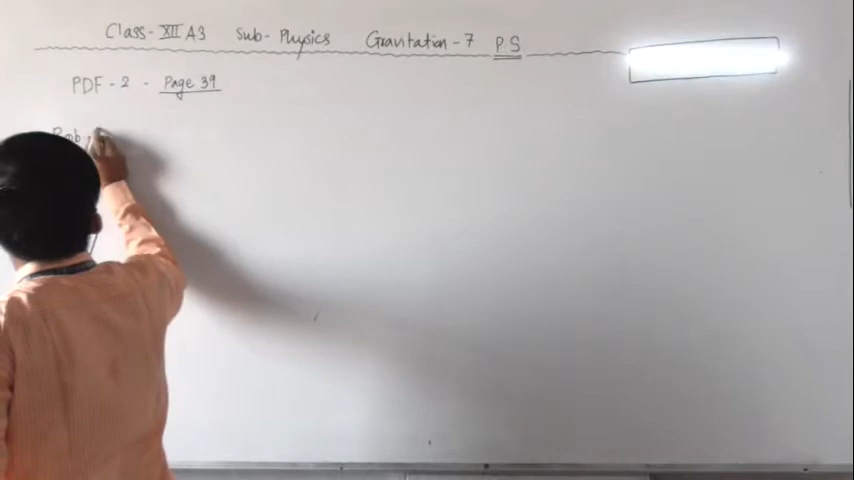 Class - XII A3 Sub - Physics Gravitation - 7 P.S
PDF - 2 - Page 39